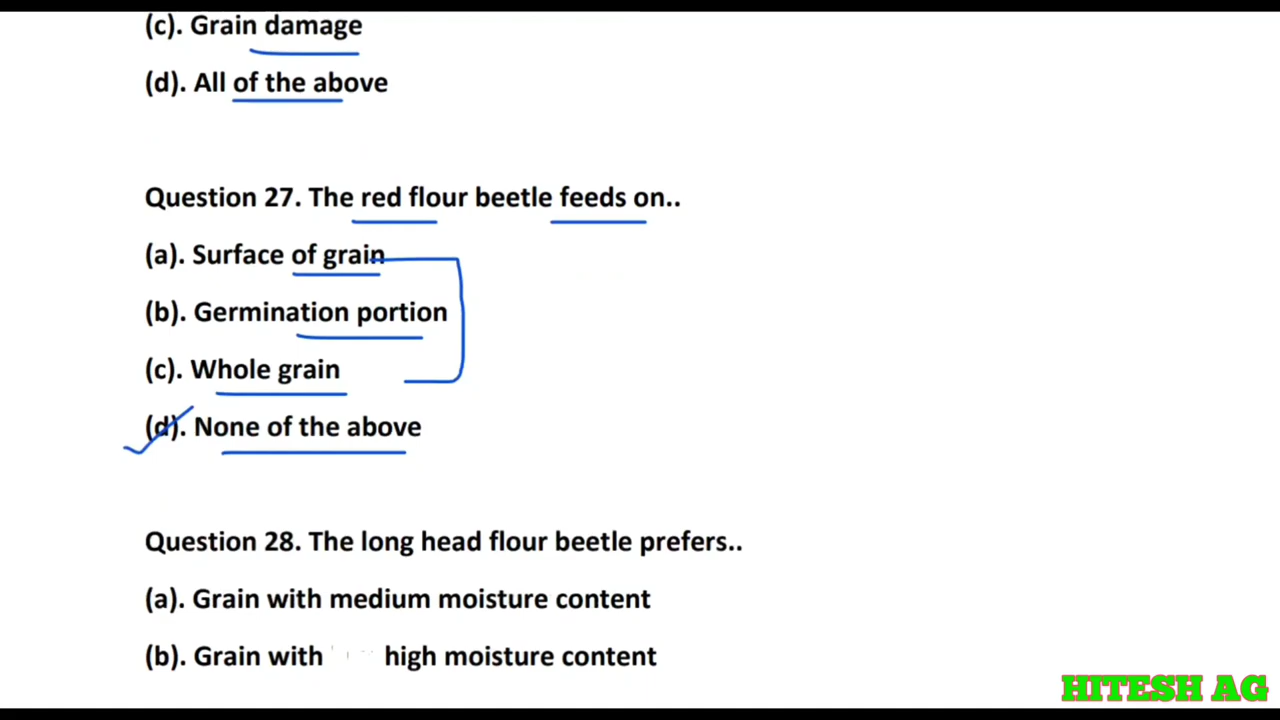 (c). Grain damage
(d). All of the above
Question 27. The red flour beetle feeds on..
(a). Surface of grain
(b). Germination portion
(c). Whole grain
(d). None of the above
Question 28. The long head flour beetle prefers..
(a). Grain with medium moisture content
(b). Grain with high moisture content
HITESH AG